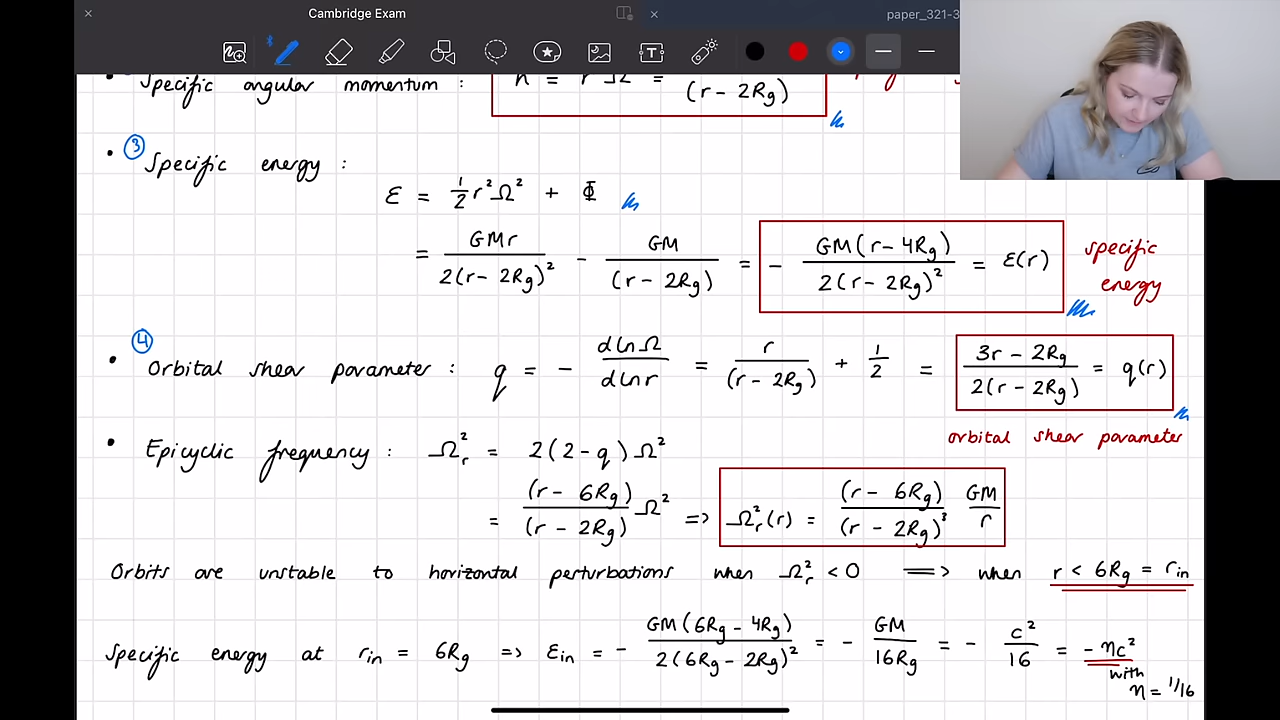 Cambridge Exam
paper_321-3
• Specific angular momentum : h = r²Ω = (r - 2Rg)
• ③ Specific energy :
ε = 1/2 r²Ω² + Φ
= GMr / 2(r - 2Rg)² - GM / (r - 2Rg) = - GM(r - 4Rg) / 2(r - 2Rg)² = ε(r) specific energy
• ④ Orbital shear parameter : q = - dlnΩ / dlnr = r / (r - 2Rg) + 1/2 = 3r - 2Rg / 2(r - 2Rg) = q(r)
orbital shear parameter
• Epicyclic frequency : Ωr² = 2(2 - q)Ω²
= (r - 6Rg) / (r - 2Rg) Ω² => Ωr²(r) = (r - 6Rg) / (r - 2Rg)³ GM / r
Orbits are unstable to horizontal perturbations when Ωr² < 0 => when r < 6Rg = rin
Specific energy at rin = 6Rg => εin = - GM(6Rg - 4Rg) / 2(6Rg - 2Rg)² = - GM / 16Rg = - c² / 16 = -ηc²
with
η = 1/16